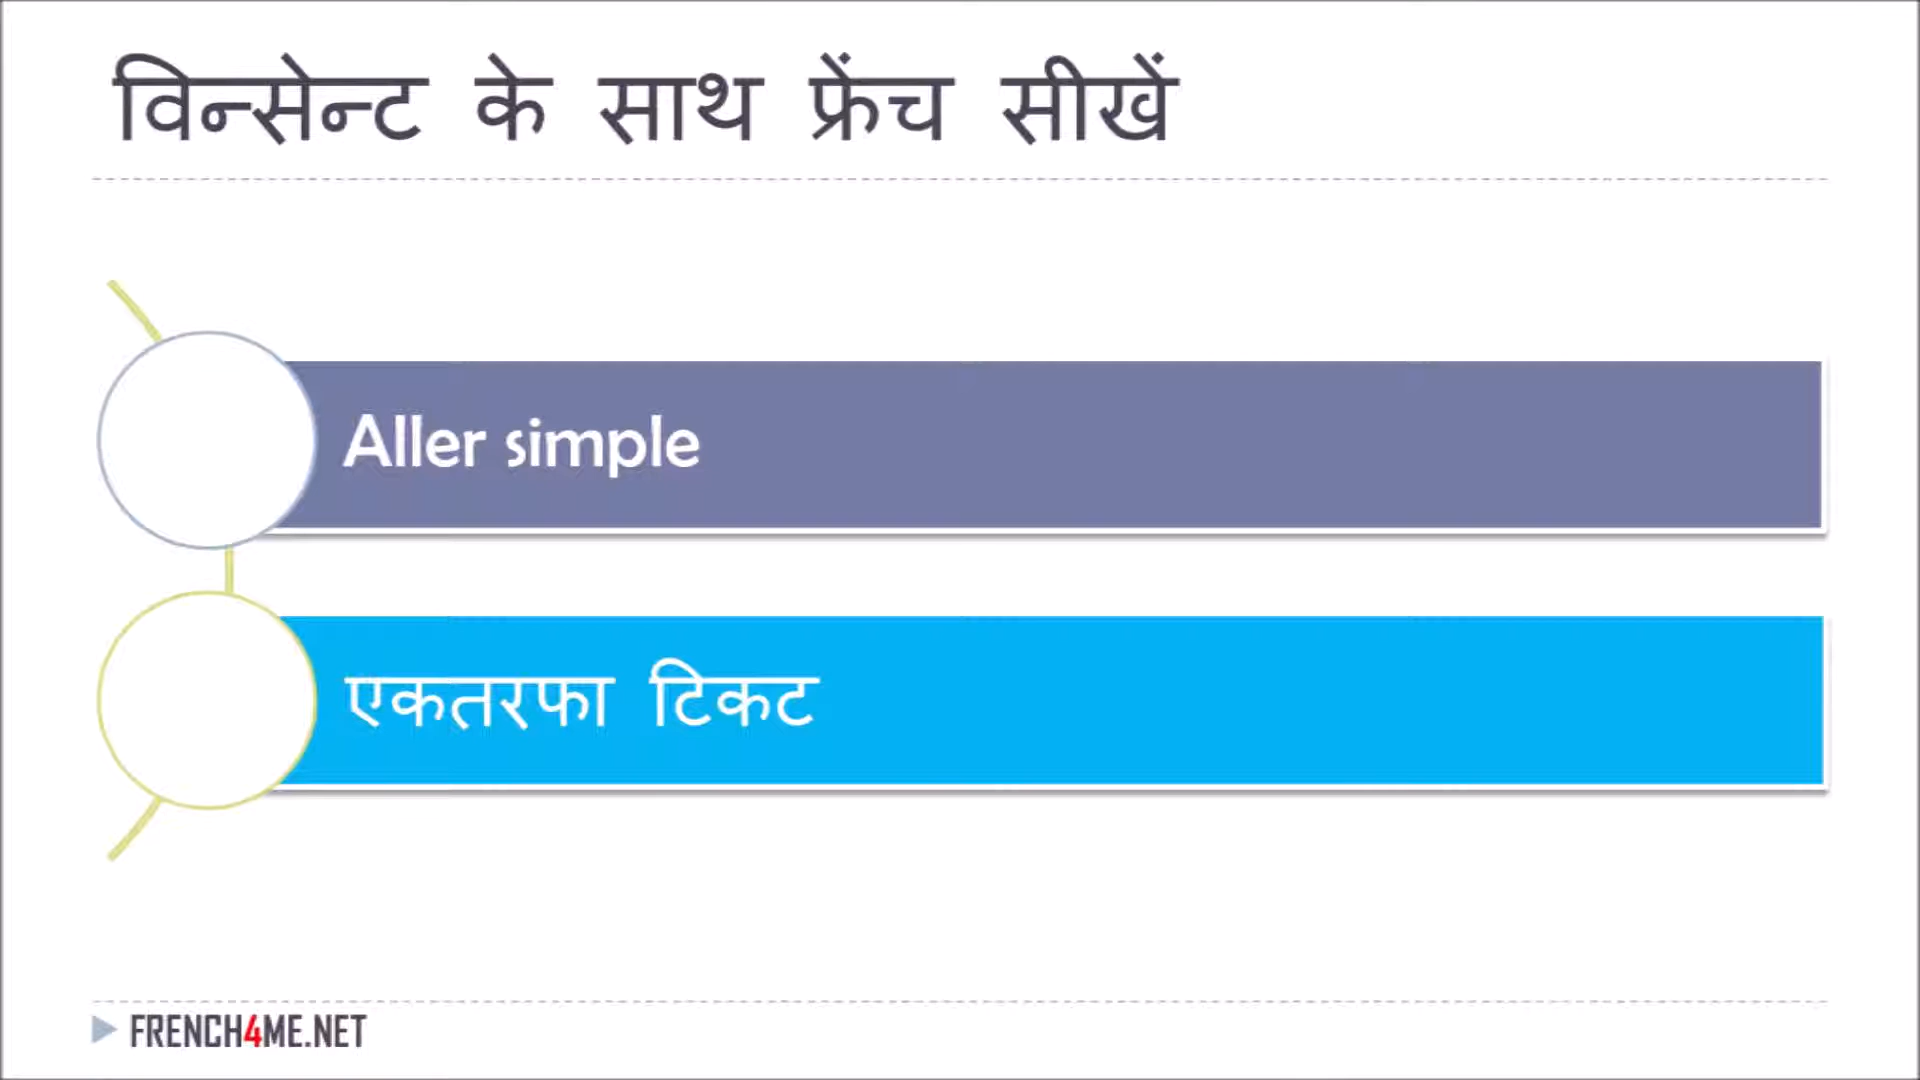 विन्सेन्ट के साथ फ्रेंच सीखें
Aller simple
एकतरफा टिकट
FRENCH4ME.NET